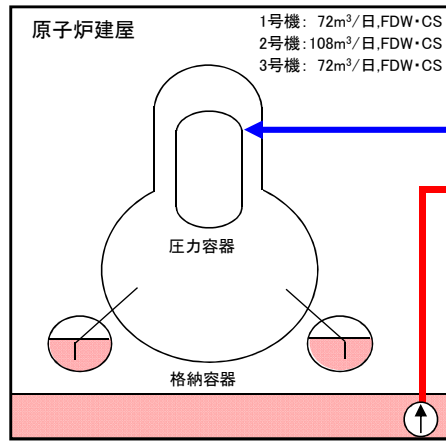 原子炉建屋
1号機： 72m³/日,FDW・CS
2号機：108m³/日,FDW・CS
3号機： 72m³/日,FDW・CS
圧力容器
格納容器